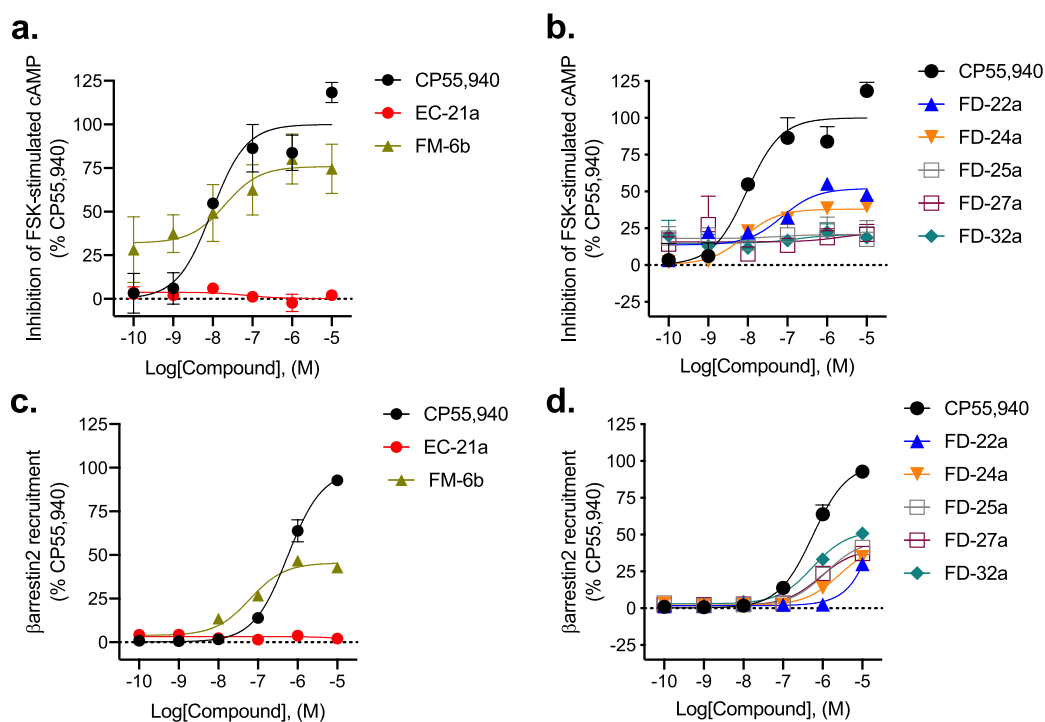 a.
Inhibition of FSK-stimulated cAMP
(% CP55,940)
125
100
75
50
25
0
-10 -9 -8 -7 -6 -5
Log[Compound], (M)
CP55,940
EC-21a
FM-6b
b.
Inhibition of FSK-stimulated cAMP
(% CP55,940)
125
100
75
50
25
0
-25
-10 -9 -8 -7 -6 -5
Log[Compound], (M)
CP55,940
FD-22a
FD-24a
FD-25a
FD-27a
FD-32a
c.
βarrestin2 recruitment
(% CP55,940)
125
100
75
50
25
0
-10 -9 -8 -7 -6 -5
Log[Compound], (M)
CP55,940
EC-21a
FM-6b
d.
βarrestin2 recruitment
(% CP55,940)
125
100
75
50
25
0
-25
-10 -9 -8 -7 -6 -5
Log[Compound], (M)
CP55,940
FD-22a
FD-24a
FD-25a
FD-27a
FD-32a